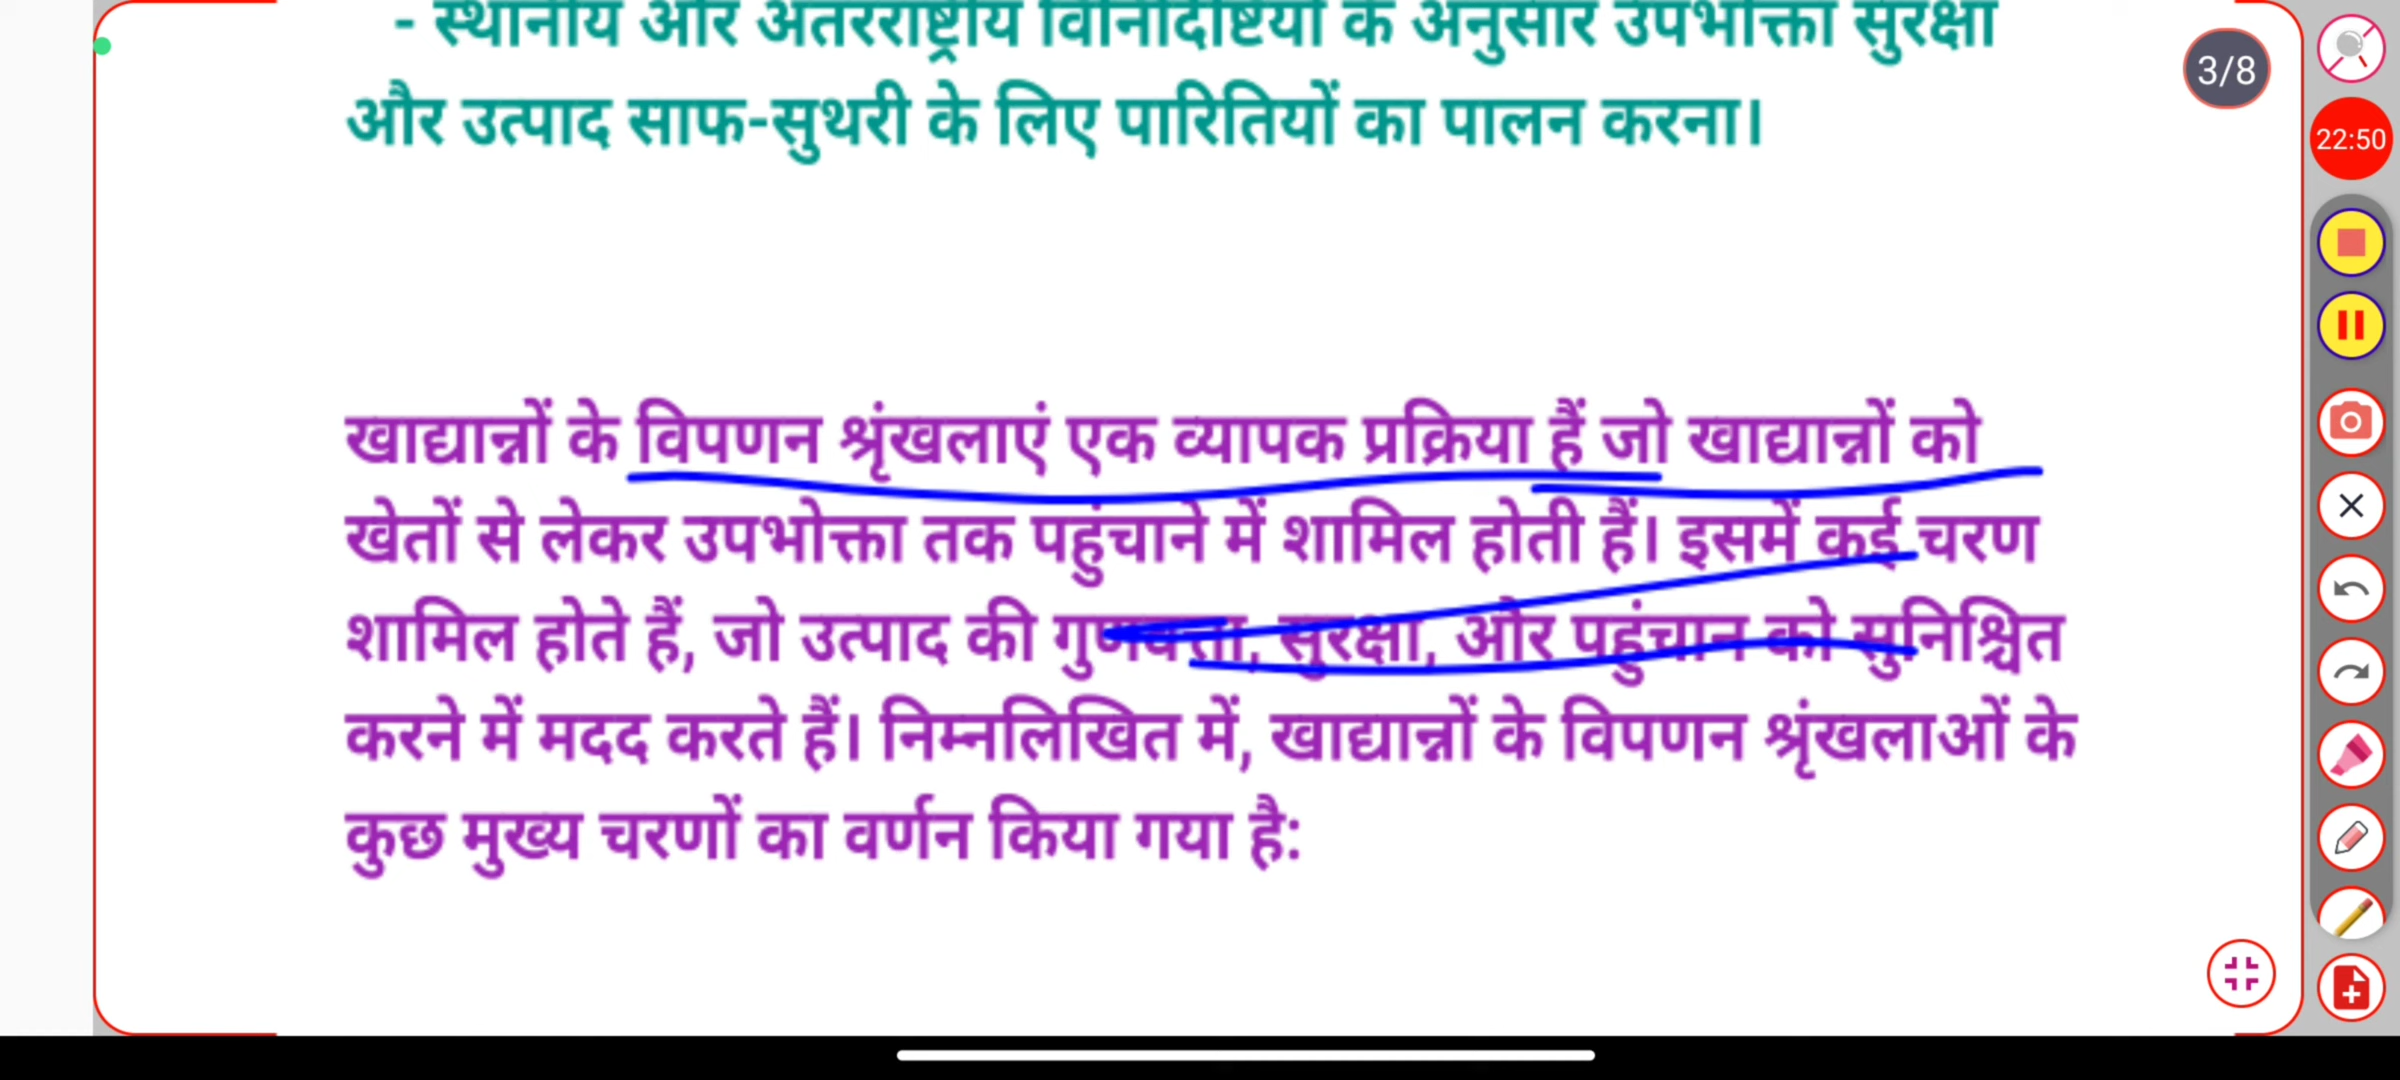 - स्थानीय और अंतरराष्ट्रीय विनिर्दिष्टियों के अनुसार उपभोक्ता सुरक्षा
3/8
और उत्पाद साफ-सुथरी के लिए पारितियों का पालन करना।
22:50
खाद्यान्नों के विपणन श्रृंखलाएं एक व्यापक प्रक्रिया हैं जो खाद्यान्नों को
खेतों से लेकर उपभोक्ता तक पहुंचाने में शामिल होती हैं। इसमें कई चरण
शामिल होते हैं, जो उत्पाद की गुणवत्ता, सुरक्षा, और पहुंचान को सुनिश्चित
करने में मदद करते हैं। निम्नलिखित में, खाद्यान्नों के विपणन श्रृंखलाओं के
कुछ मुख्य चरणों का वर्णन किया गया है: